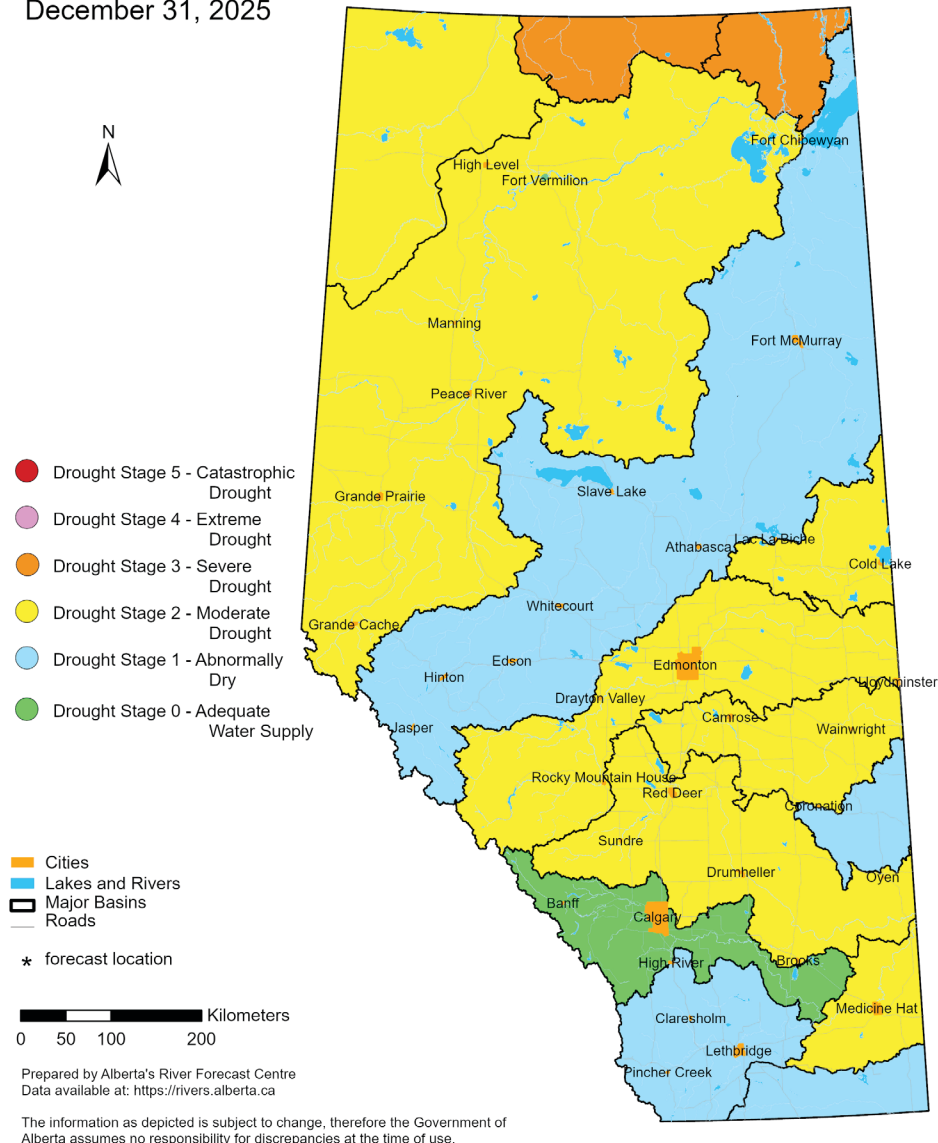 December 31, 2025
N
High Level
Fort Vermilion
Fort Chipewyan
Manning
Fort McMurray
Peace River
Grande Prairie
Slave Lake
Athabasca
Lac La Biche
Cold Lake
Whitecourt
Grande Cache
Edson
Hinton
Edmonton
Lloydminster
Drayton Valley
Jasper
Camrose
Wainwright
Rocky Mountain House
Red Deer
Coronation
Sundre
Drumheller
Oyen
Banff
Calgary
High River
Brooks
Medicine Hat
Claresholm
Lethbridge
Pincher Creek
Drought Stage 5 - Catastrophic
Drought
Drought Stage 4 - Extreme
Drought
Drought Stage 3 - Severe
Drought
Drought Stage 2 - Moderate
Drought
Drought Stage 1 - Abnormally
Dry
Drought Stage 0 - Adequate
Water Supply
Cities
Lakes and Rivers
Major Basins
Roads
* forecast location
Kilometers
0 50 100 200
Prepared by Alberta's River Forecast Centre
Data available at: https://rivers.alberta.ca
The information as depicted is subject to change, therefore the Government of
Alberta assumes no responsibility for discrepancies at the time of use.